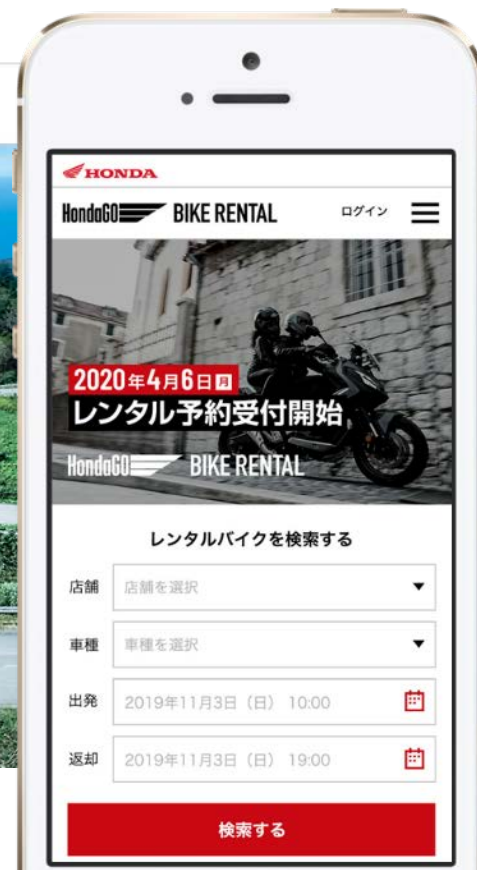 HONDA
HondaGO BIKE RENTAL ログイン
2020年4月6日月
レンタル予約受付開始
HondaGO BIKE RENTAL
レンタルバイクを検索する
店舗 店舗を選択
車種 車種を選択
出発 2019年11月3日（日） 10:00
返却 2019年11月3日（日） 19:00
検索する